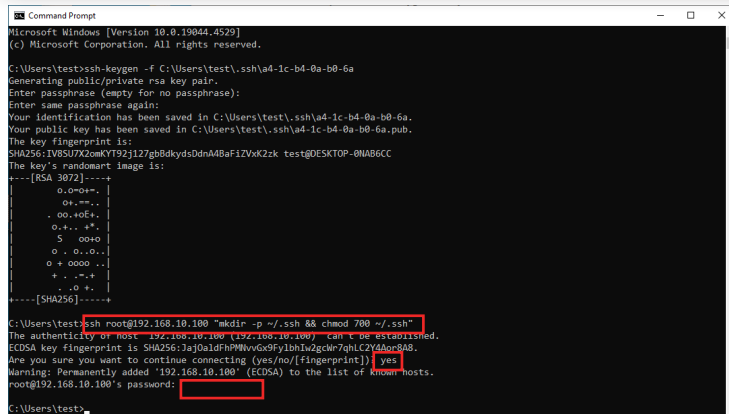 Command Prompt
Microsoft Windows [Version 10.0.19044.4529]
(c) Microsoft Corporation. All rights reserved.
C:\Users\test>ssh-keygen -f C:\Users\test\.ssh\a4-1c-b4-0a-b0-6a
Generating public/private rsa key pair.
Enter passphrase (empty for no passphrase):
Enter same passphrase again:
Your identification has been saved in C:\Users\test\.ssh\a4-1c-b4-0a-b0-6a.
Your public key has been saved in C:\Users\test\.ssh\a4-1c-b4-0a-b0-6a.pub.
The key fingerprint is:
SHA256:IV8SU7X2omKYT92j127gbBdkydsDdnA4BaFiZVxK2zk test@DESKTOP-0NAB6CC
The key's randomart image is:
+---[RSA 3072]----+
|        o.o=o+=. |
|         o+.==.. |
|      . oo.+oE+. |
|       o.+.. +*. |
|        S   oo+o |
|       o . o..o..|
|      o + oooo ..|
|       + . .=.+  |
|        . .o +.  |
+----[SHA256]-----+
C:\Users\test>ssh root@192.168.10.100 "mkdir -p ~/.ssh && chmod 700 ~/.ssh"
The authenticity of host '192.168.10.100 (192.168.10.100)' can't be established.
ECDSA key fingerprint is SHA256:JajOaldFhPMNvvGx9Fy1bhIw2gcWr7qhLC2Y4Aor8A8.
Are you sure you want to continue connecting (yes/no/[fingerprint])? yes
Warning: Permanently added '192.168.10.100' (ECDSA) to the list of known hosts.
root@192.168.10.100's password:
C:\Users\test>